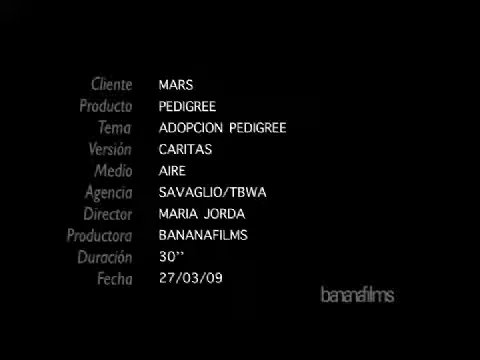 Cliente MARS
Producto PEDIGREE
Tema ADOPCION PEDIGREE
Versión CARITAS
Medio AIRE
Agencia SAVAGLIO/TBWA
Director MARIA JORDA
Productora BANANAFILMS
Duración 30''
Fecha 27/03/09
bananafilms